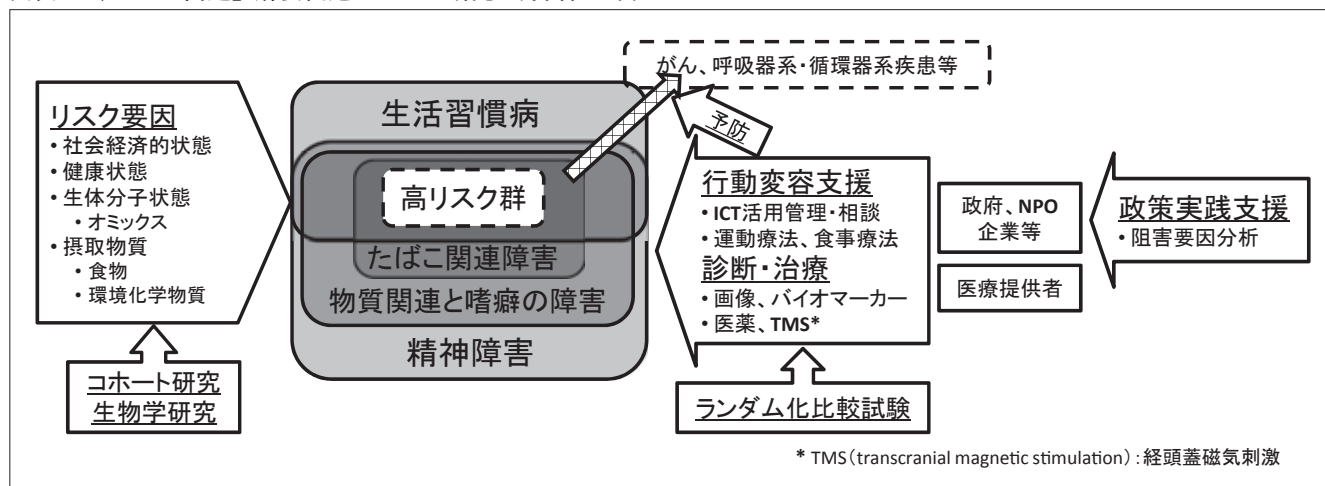 がん、呼吸器系・循環器系疾患等
予防
リスク要因
・社会経済的状態
・健康状態
・生体分子状態
・オミックス
・摂取物質
・食物
・環境化学物質
コホート研究
生物学研究
生活習慣病
高リスク群
たばこ関連障害
物質関連と嗜癖の障害
精神障害
行動変容支援
・ICT活用管理・相談
・運動療法、食事療法
診断・治療
・画像、バイオマーカー
・医薬、TMS*
ランダム化比較試験
政府、NPO
企業等
医療提供者
政策実践支援
・阻害要因分析
* TMS(transcranial magnetic stimulation):経頭蓋磁気刺激